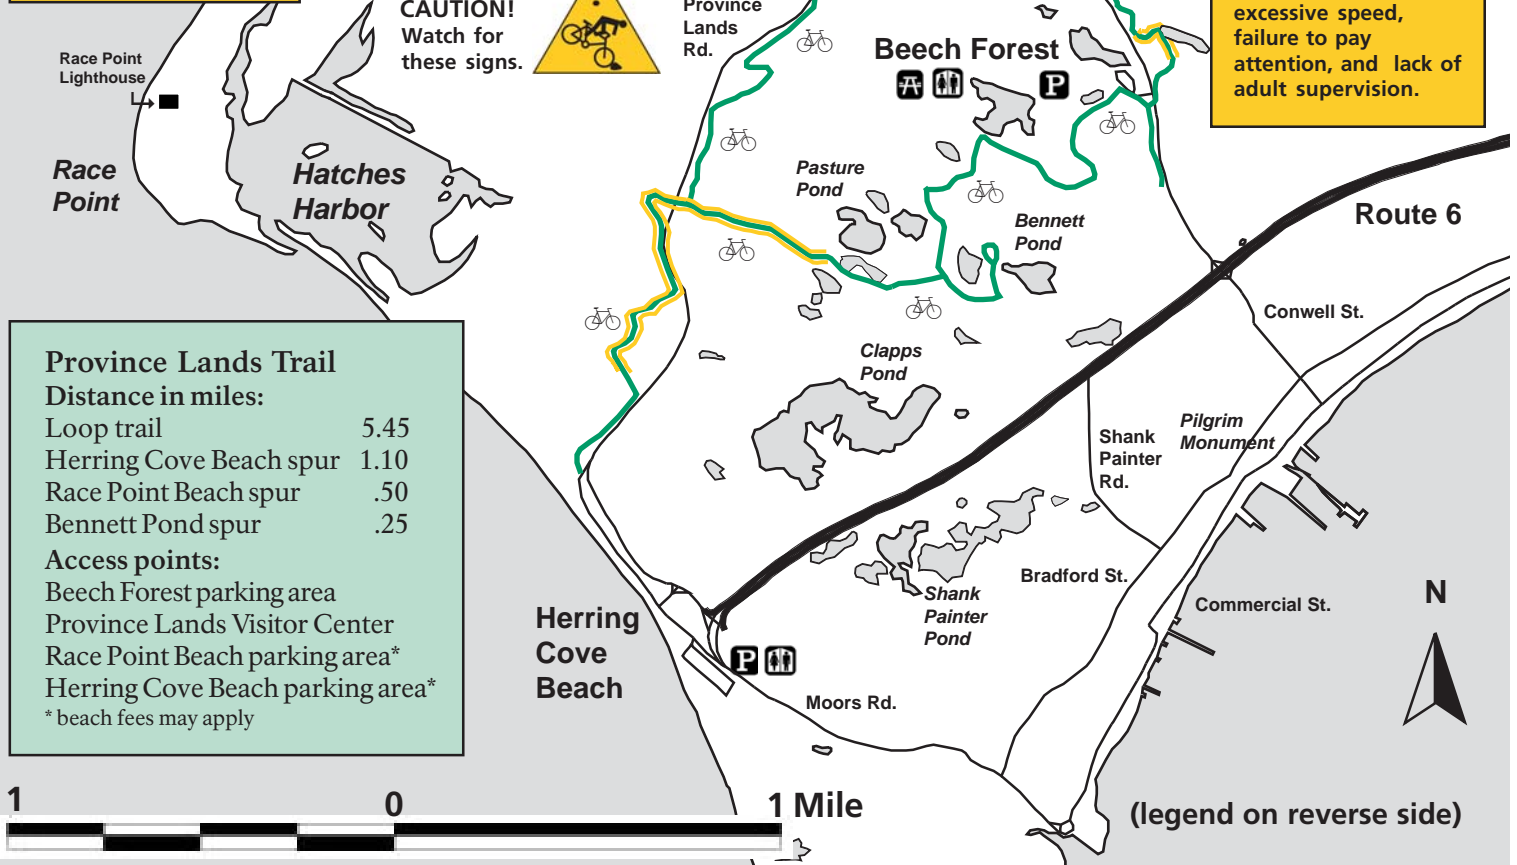 CAUTION!
Watch for
these signs.
Province
Lands
Rd.
excessive speed,
failure to pay
attention, and lack of
adult supervision.
Beech Forest
P
Race Point
Lighthouse
Race
Point
Hatches
Harbor
Pasture
Pond
Bennett
Pond
Route 6
Conwell St.
Clapps
Pond
Pilgrim
Monument
Shank
Painter
Rd.
Province Lands Trail
Distance in miles:
Loop trail 5.45
Herring Cove Beach spur 1.10
Race Point Beach spur .50
Bennett Pond spur .25
Access points:
Beech Forest parking area
Province Lands Visitor Center
Race Point Beach parking area*
Herring Cove Beach parking area*
* beach fees may apply
Bradford St.
Shank
Painter
Pond
Commercial St.
N
Herring
Cove
Beach
P
Moors Rd.
1 0 1 Mile
(legend on reverse side)